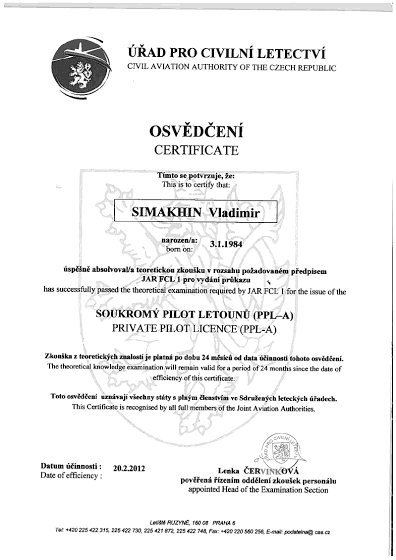 ÚŘAD PRO CIVILNÍ LETECTVÍ
CIVIL AVIATION AUTHORITY OF THE CZECH REPUBLIC
OSVĚDČENÍ
CERTIFICATE
Tímto se potvrzuje, že:
This is to certify that:
SIMAKHIN Vladimir
narozen/a:
born on: 3.1.1984
úspěšně absolvoval/a teoretickou zkoušku v rozsahu požadovaném předpisem
JAR FCL 1 pro vydání průkazu
has successfully passed the theoretical examination required by JAR FCL 1 for the issue of the
SOUKROMÝ PILOT LETOUNŮ (PPL–A)
PRIVATE PILOT LICENCE (PPL-A)
Zkouška z teoretických znalostí je platná po dobu 24 měsíců od data účinnosti tohoto osvědčení.
The theoretical knowledge examination will remain valid for a period of 24 months since the date of
efficiency of this certificate.
Toto osvědčení uznávají všechny státy s plným členstvím ve Sdružených leteckých úřadech.
This Certificate is recognised by all full members of the Joint Aviation Authorities.
Datum účinnosti : 20.2.2012
Date of efficiency :
Lenka ČERVINKOVÁ
pověřená řízením oddělení zkoušek personálu
appointed Head of the Examination Section
Letiště RUZYNĚ, 160 08 PRAHA 6
Tel: +420 225 422 315, 225 422 730, 225 421 872, 225 422 748, Fax: +420 220 560 256, E-mail: podatelna@ caa.cz